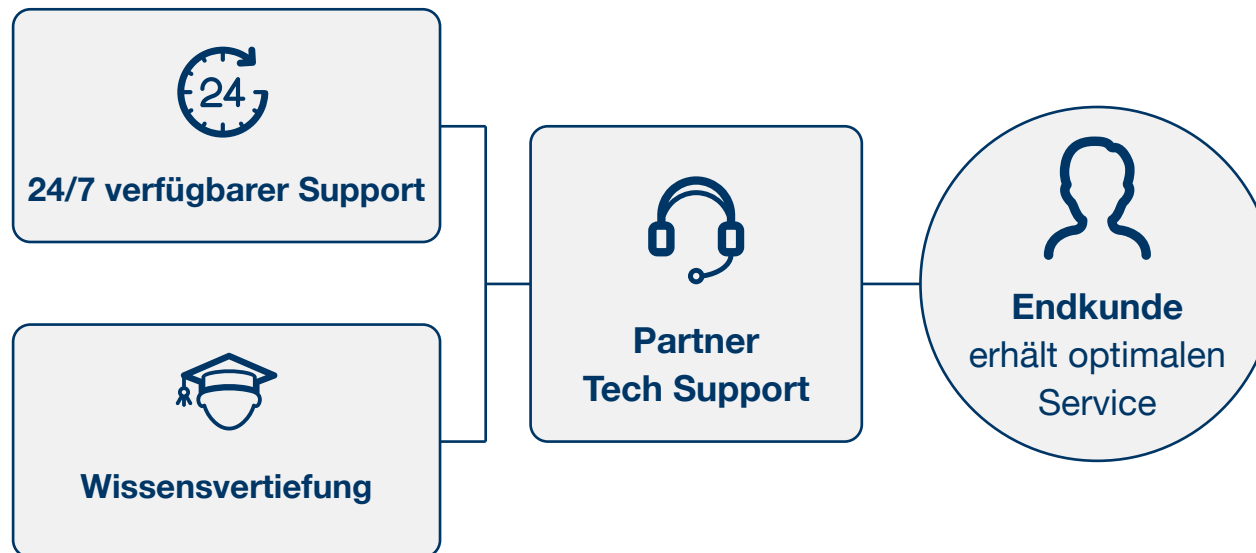 24
24/7 verfügbarer Support
Wissensvertiefung
Partner
Tech Support
Endkunde
erhält optimalen
Service